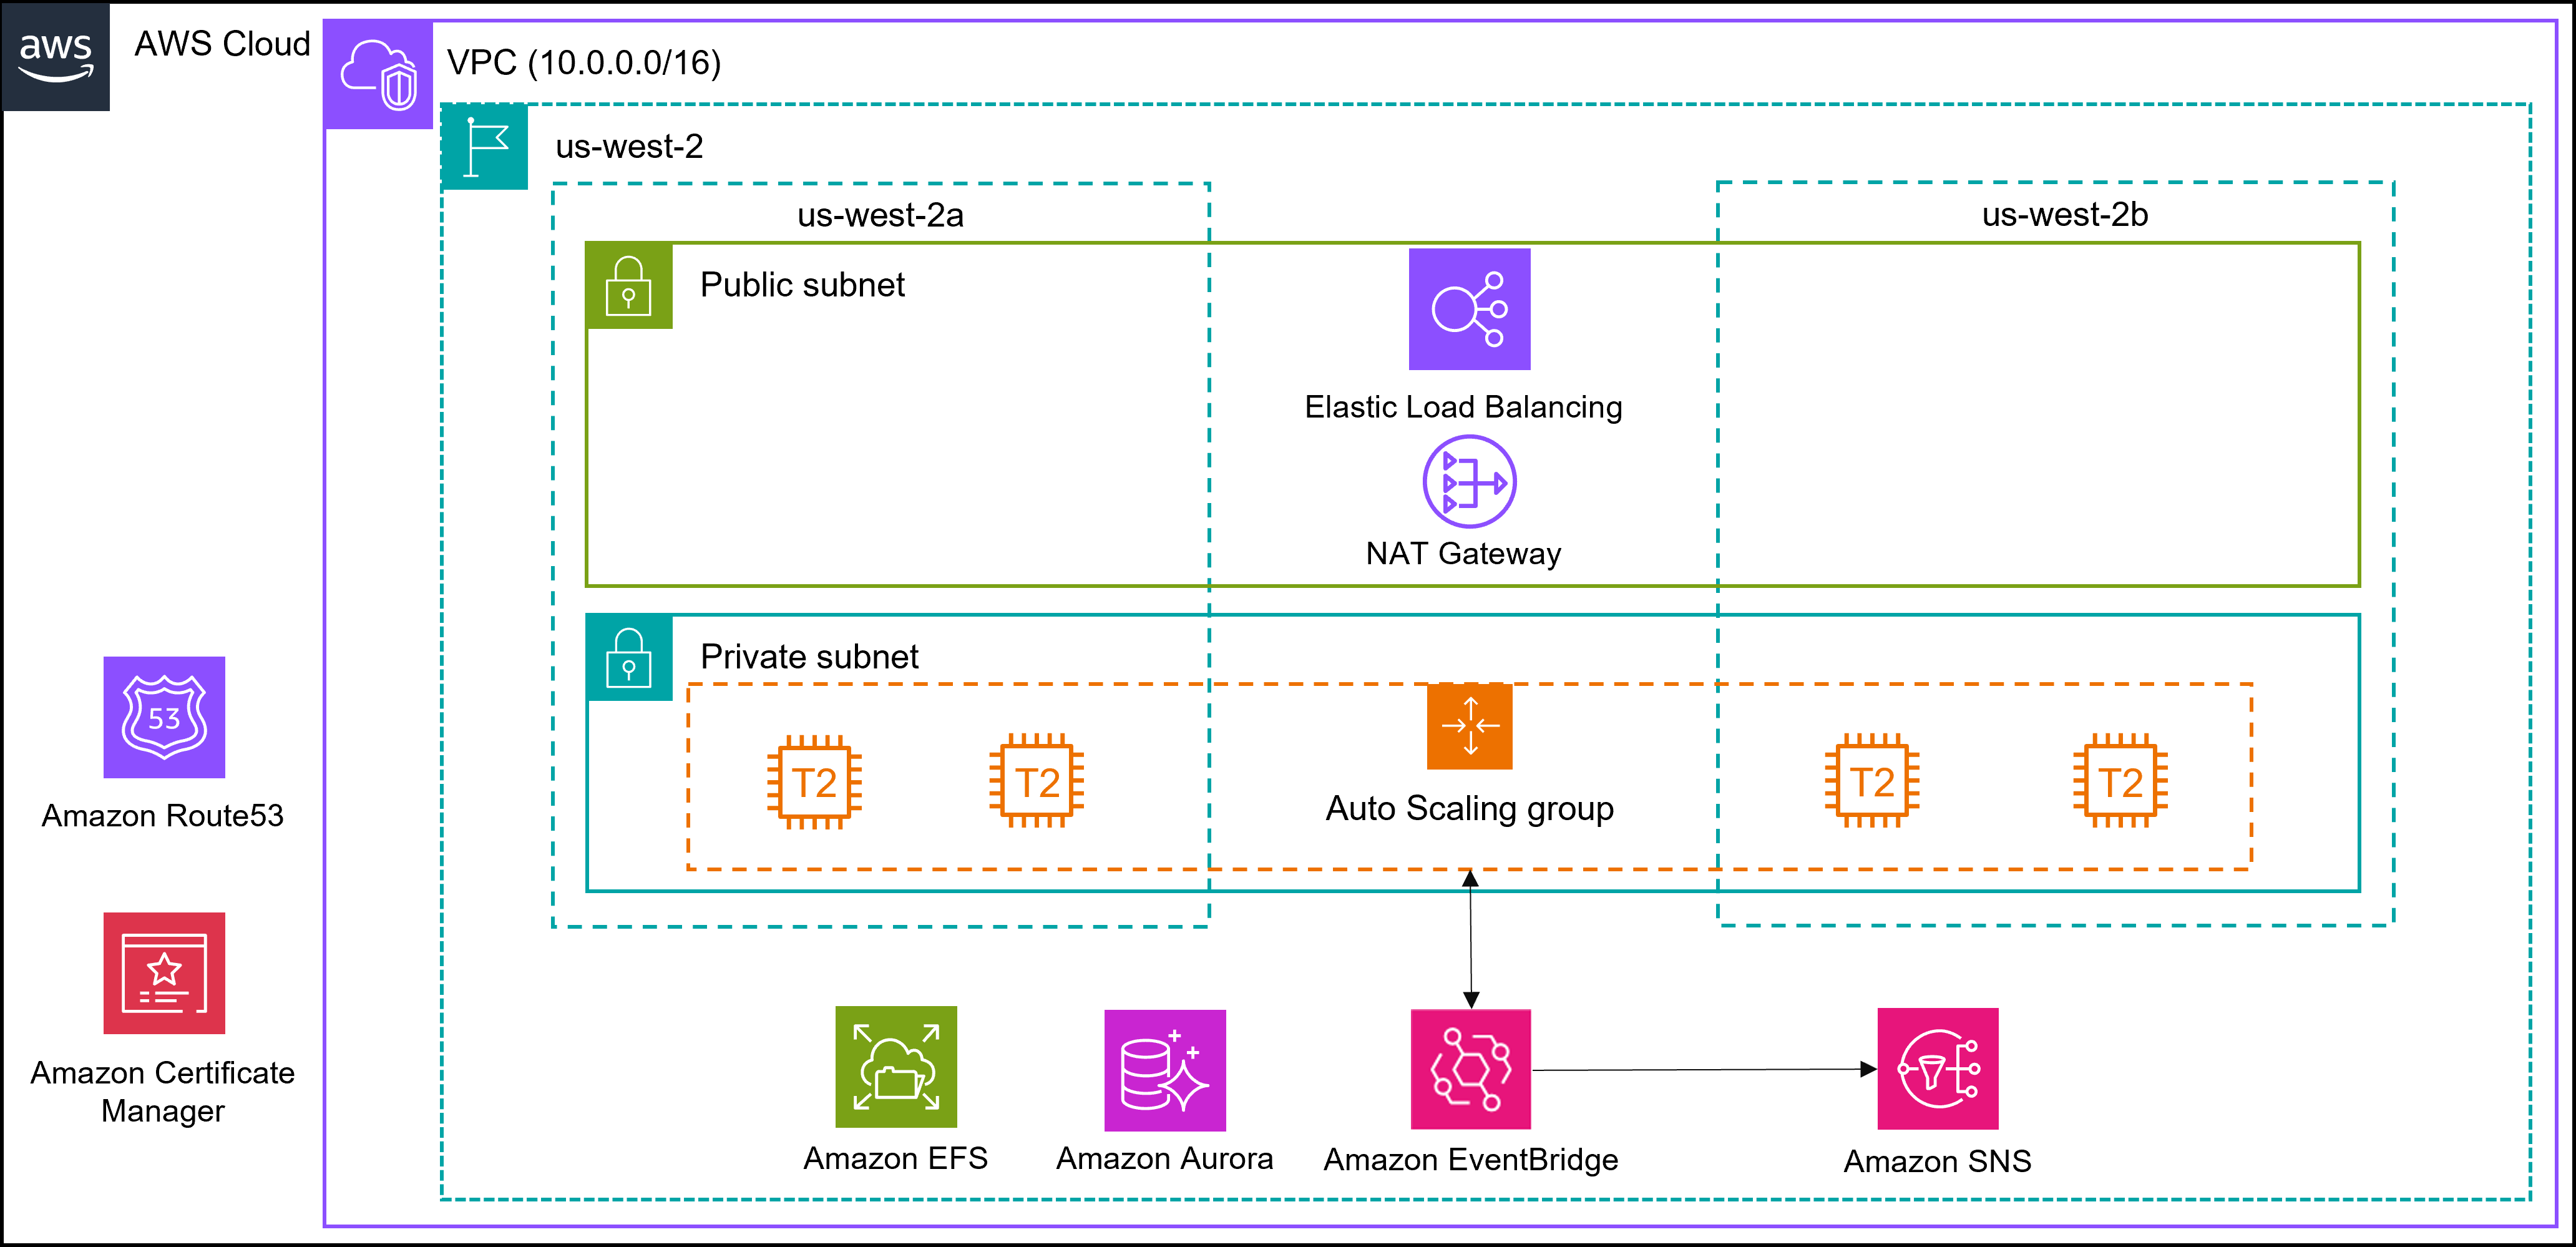 aws
AWS Cloud
VPC (10.0.0.0/16)
us-west-2
us-west-2a
us-west-2b
Public subnet
Elastic Load Balancing
NAT Gateway
Private subnet
T2
T2
Auto Scaling group
T2
T2
53
Amazon Route53
Amazon Certificate
Manager
Amazon EFS
Amazon Aurora
Amazon EventBridge
Amazon SNS